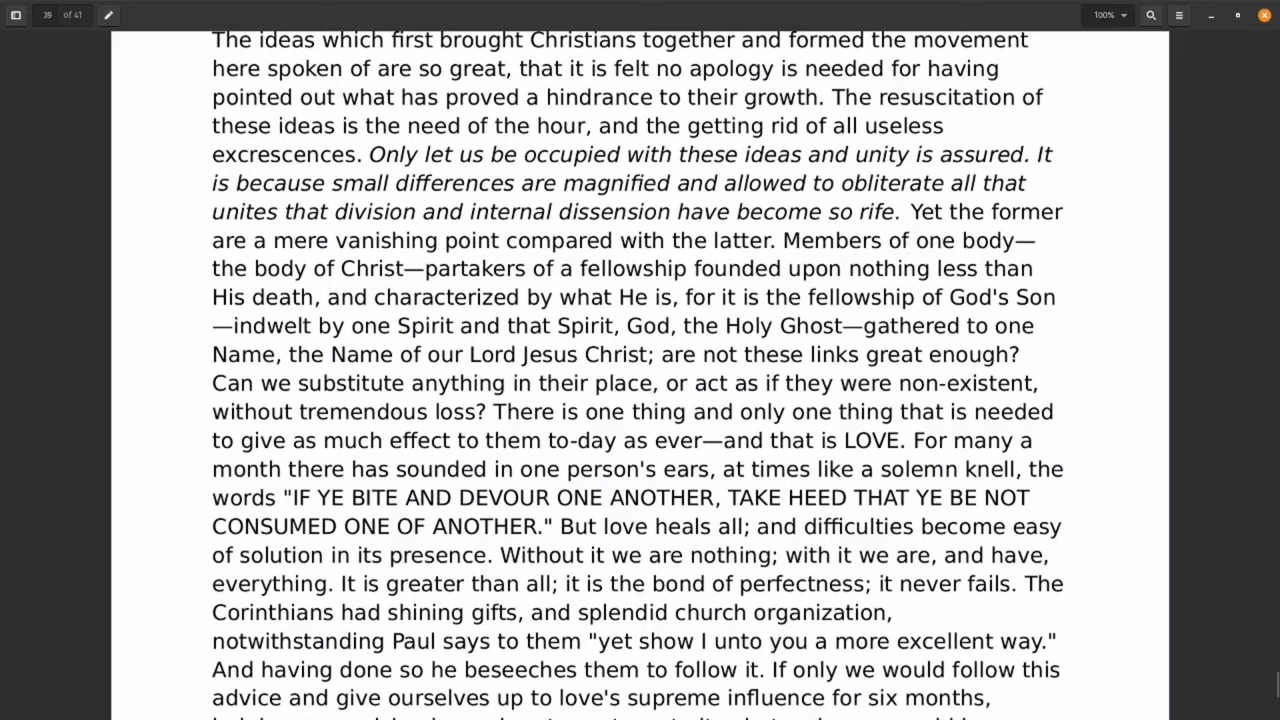 39 of 41
100%
The ideas which first brought Christians together and formed the movement
here spoken of are so great, that it is felt no apology is needed for having
pointed out what has proved a hindrance to their growth. The resuscitation of
these ideas is the need of the hour, and the getting rid of all useless
excrescences. Only let us be occupied with these ideas and unity is assured. It
is because small differences are magnified and allowed to obliterate all that
unites that division and internal dissension have become so rife. Yet the former
are a mere vanishing point compared with the latter. Members of one body—
the body of Christ—partakers of a fellowship founded upon nothing less than
His death, and characterized by what He is, for it is the fellowship of God's Son
—indwelt by one Spirit and that Spirit, God, the Holy Ghost—gathered to one
Name, the Name of our Lord Jesus Christ; are not these links great enough?
Can we substitute anything in their place, or act as if they were non-existent,
without tremendous loss? There is one thing and only one thing that is needed
to give as much effect to them to-day as ever—and that is LOVE. For many a
month there has sounded in one person's ears, at times like a solemn knell, the
words "IF YE BITE AND DEVOUR ONE ANOTHER, TAKE HEED THAT YE BE NOT
CONSUMED ONE OF ANOTHER." But love heals all; and difficulties become easy
of solution in its presence. Without it we are nothing; with it we are, and have,
everything. It is greater than all; it is the bond of perfectness; it never fails. The
Corinthians had shining gifts, and splendid church organization,
notwithstanding Paul says to them "yet show I unto you a more excellent way."
And having done so he beseeches them to follow it. If only we would follow this
advice and give ourselves up to love's supreme influence for six months,